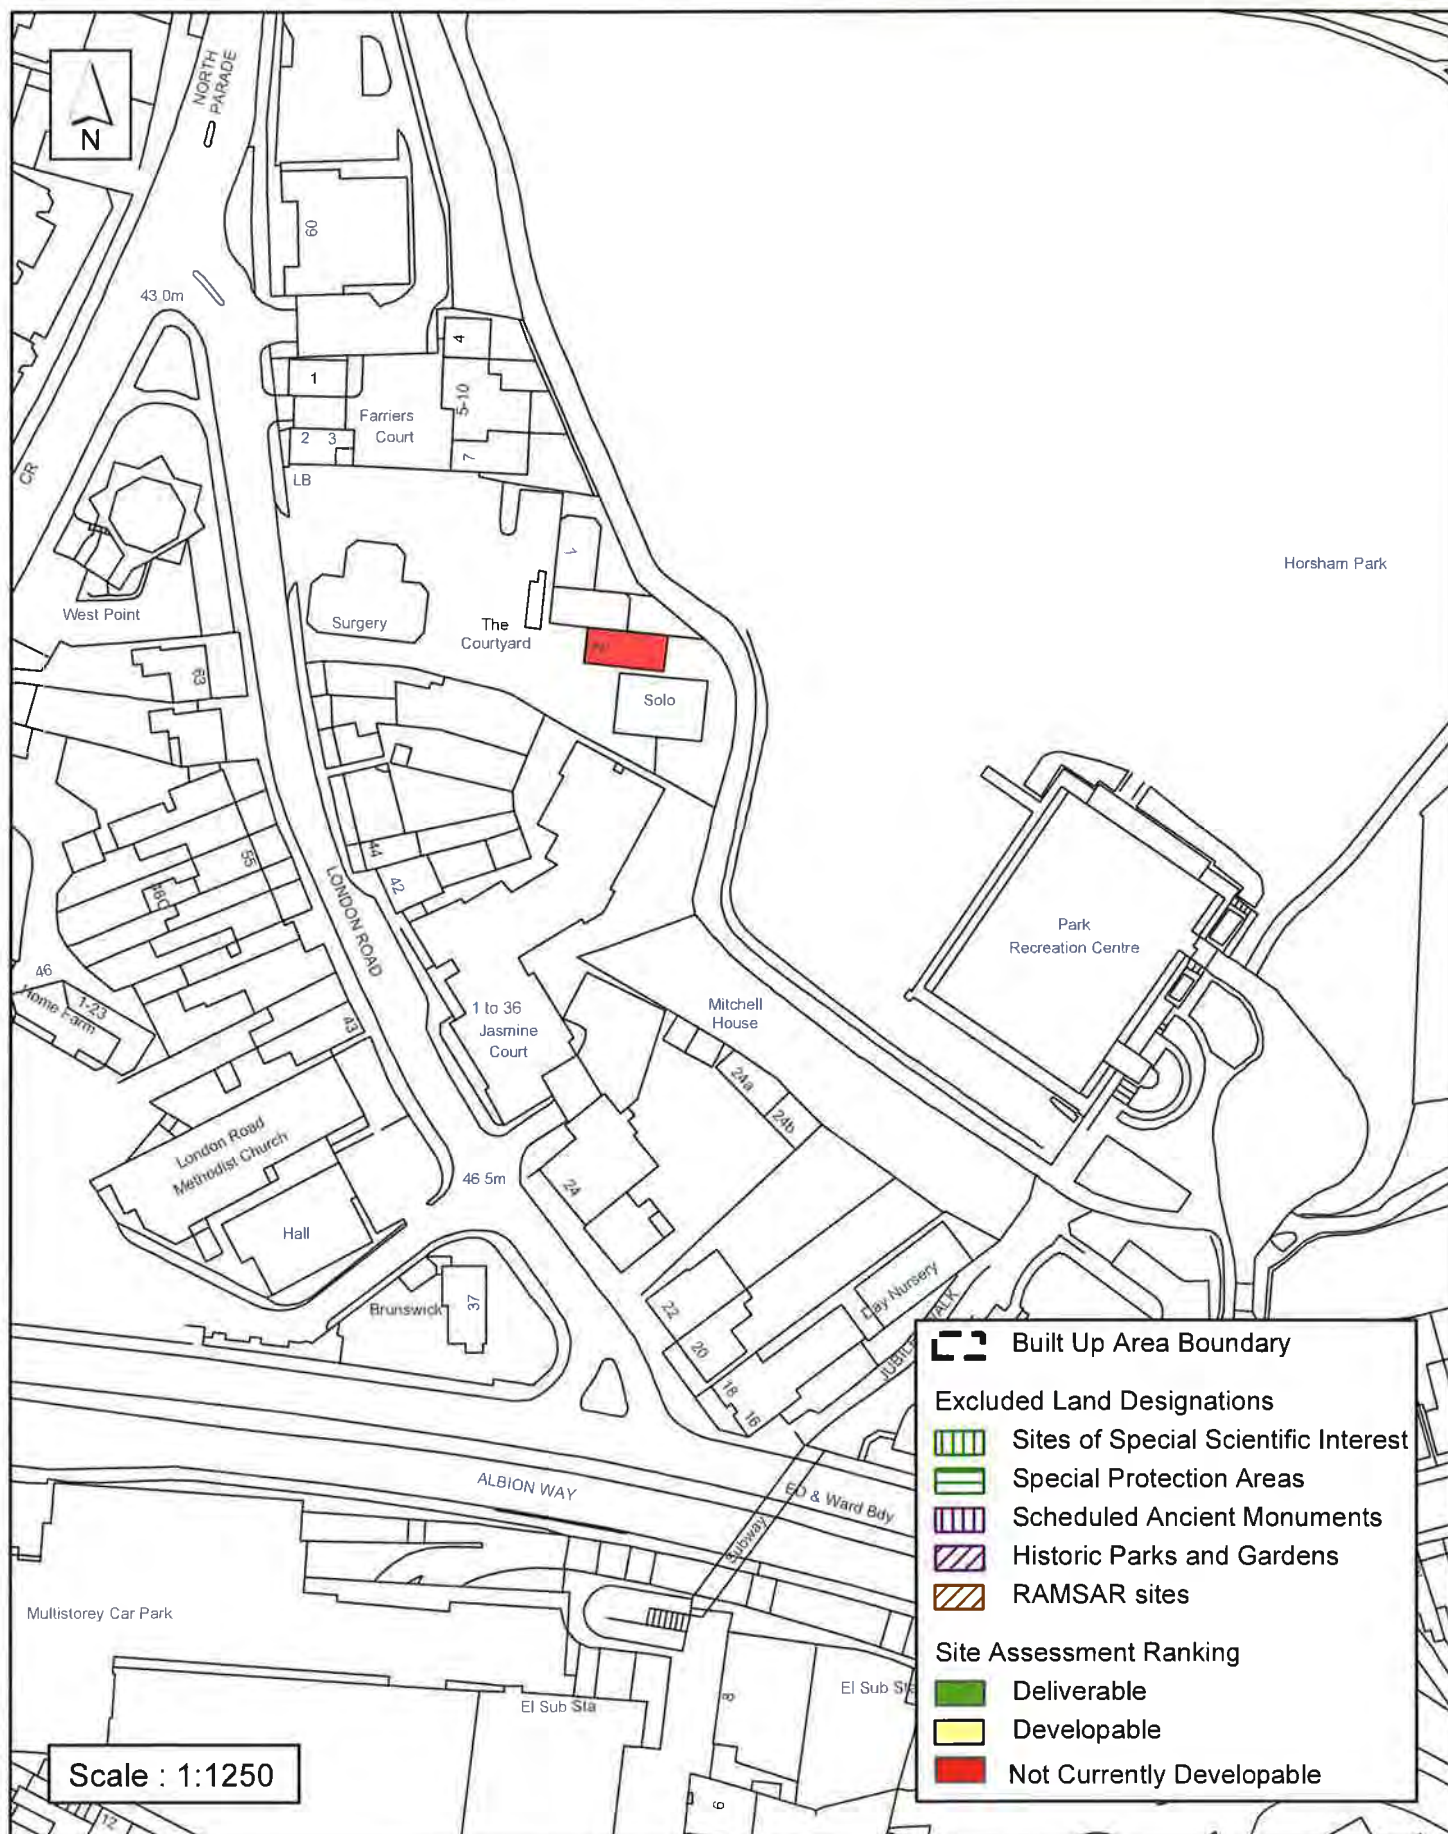 NORTH
PARADE
N
60
43 0m
4
1
5-10
Farriers
Court
2 3
7
CR
LB
1
Horsham Park
West Point
Surgery
The
Courtyard
63
Solo
44
42
55
46C
LONDON ROAD
Park
Recreation Centre
46
1-23
Home Farm
43
1 to 36
Jasmine
Court
Mitchell
House
24a
24b
London Road
Methodist Church
46 5m
24
Hall
Brunswick
37
22
20
18
16
Day Nursery
ALBION WAY
ED & Ward Bdy
Subway
Multistorey Car Park
El Sub Sta
8
El Sub Sta
6
12
Built Up Area Boundary
Excluded Land Designations
Sites of Special Scientific Interest
Special Protection Areas
Scheduled Ancient Monuments
Historic Parks and Gardens
RAMSAR sites
Site Assessment Ranking
Deliverable
Developable
Not Currently Developable
Scale : 1:1250